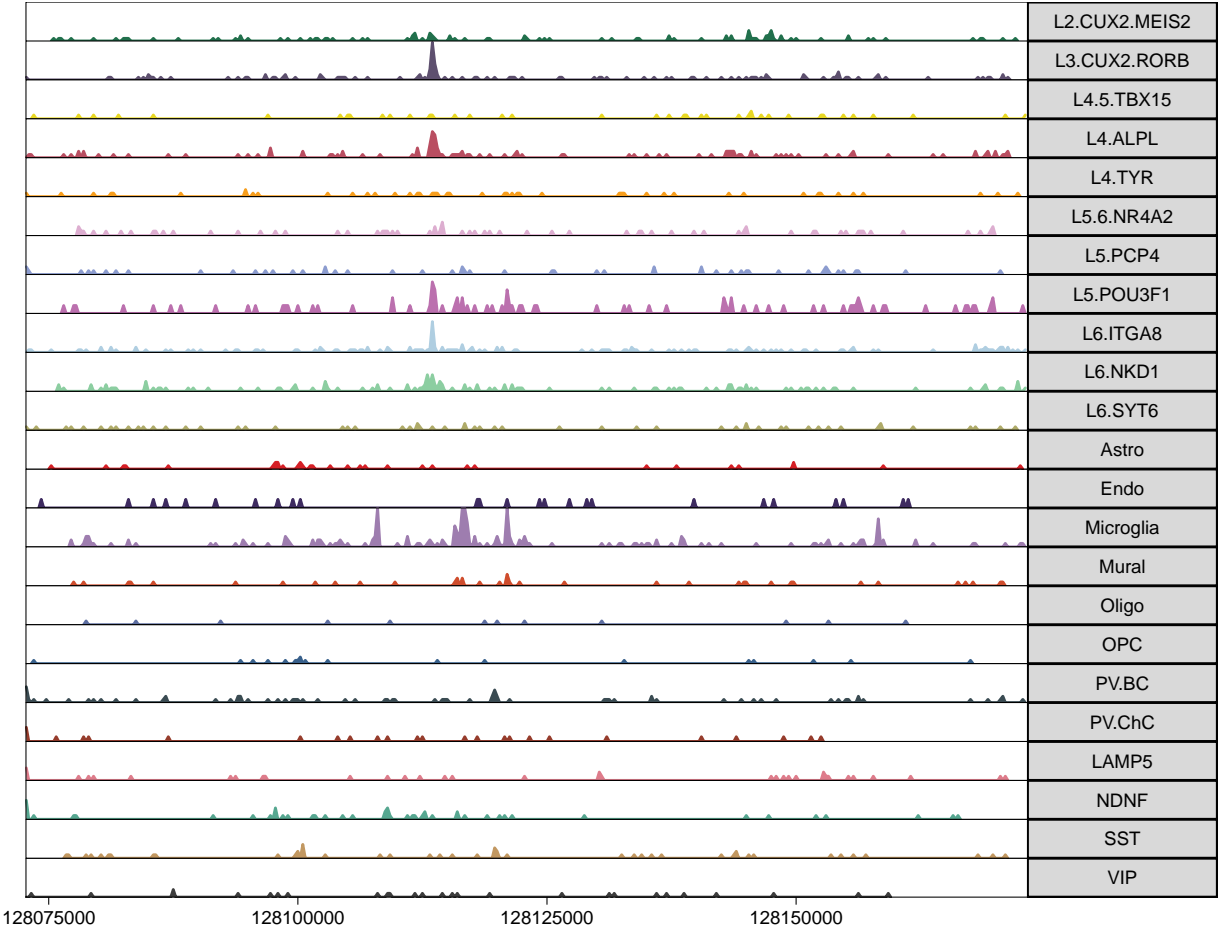 L2.CUX2.MEIS2
L3.CUX2.RORB
L4.5.TBX15
L4.ALPL
L4.TYR
L5.6.NR4A2
L5.PCP4
L5.POU3F1
L6.ITGA8
L6.NKD1
L6.SYT6
Astro
Endo
Microglia
Mural
Oligo
OPC
PV.BC
PV.ChC
LAMP5
NDNF
SST
VIP
128075000 128100000 128125000 128150000